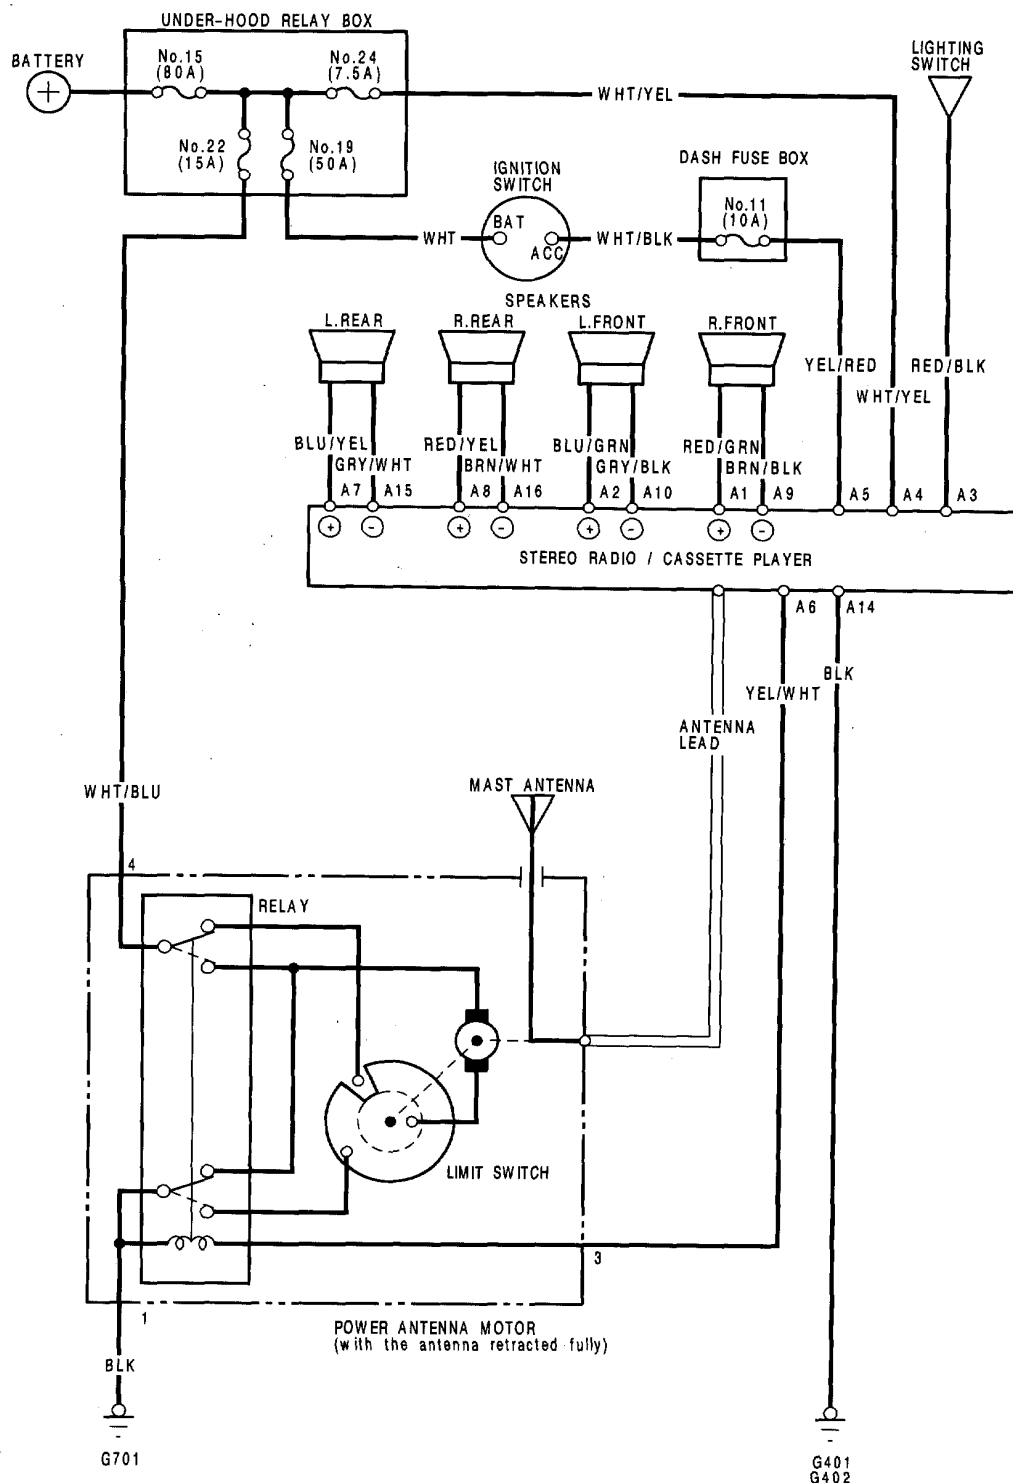 UNDER-HOOD RELAY BOX
BATTERY
+
No.15
(80A)
No.24
(7.5A)
No.22
(15A)
No.19
(50A)
WHT/YEL
LIGHTING
SWITCH
IGNITION
SWITCH
BAT
ACC
DASH FUSE BOX
No.11
(10A)
WHT
WHT/BLK
SPEAKERS
L.REAR
R.REAR
L.FRONT
R.FRONT
YEL/RED
RED/BLK
WHT/YEL
BLU/YEL
RED/YEL
BLU/GRN
RED/GRN
GRY/WHT
BRN/WHT
GRY/BLK
BRN/BLK
A7 A15 A8 A16 A2 A10 A1 A9 A5 A4 A3
+ - + - + - + -
STEREO RADIO / CASSETTE PLAYER
A6 A14
BLK
YEL/WHT
ANTENNA
LEAD
WHT/BLU
MAST ANTENNA
4
RELAY
LIMIT SWITCH
3
1
POWER ANTENNA MOTOR
(with the antenna retracted fully)
BLK
G701
G401
G402